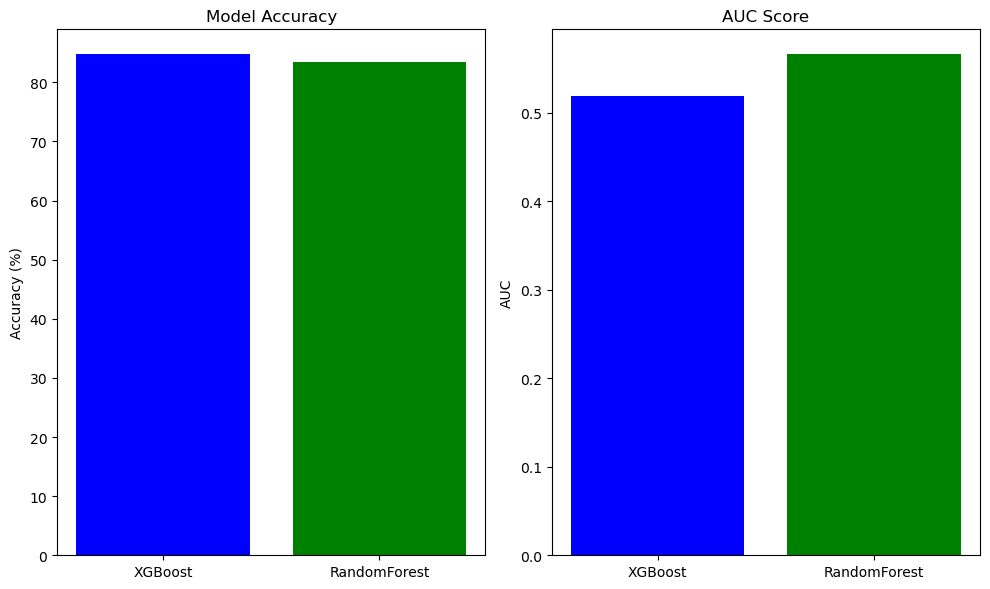 Model Accuracy
Accuracy (%)
80
70
60
50
40
30
20
10
0
XGBoost RandomForest
AUC Score
AUC
0.5
0.4
0.3
0.2
0.1
0.0
XGBoost RandomForest